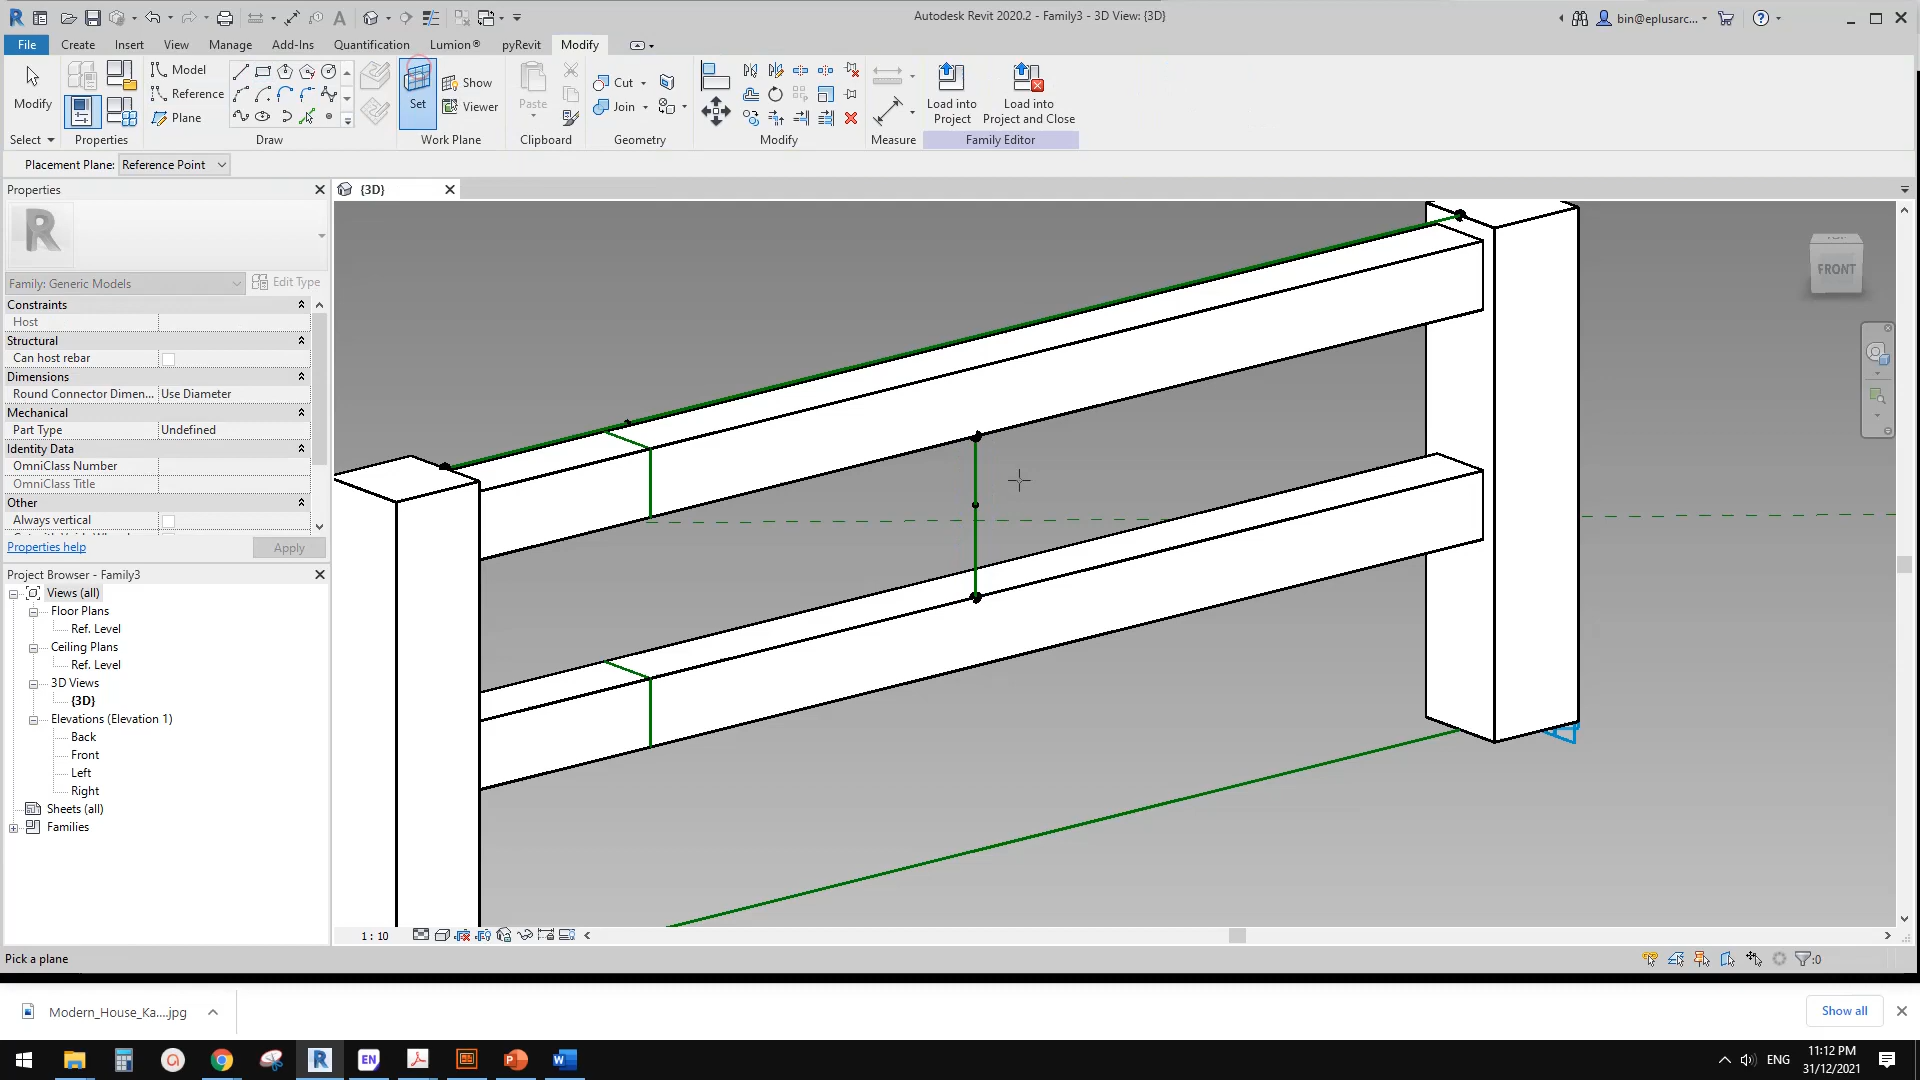 Autodesk Revit 2020.2 - Family3 - 3D View: {3D}
bin@eplusarc...
File Create Insert View Manage Add-Ins Quantification Lumion® pyRevit Modify
Modify
Model
Reference
Plane
Set
Show
Viewer
Paste
Cut
Join
Load into Project
Load into Project and Close
Select Properties Draw Work Plane Clipboard Geometry Modify Measure Family Editor
Placement Plane: Reference Point
Properties
{3D}
R
Family: Generic Models
Edit Type
Constraints
Host
Structural
Can host rebar
Dimensions
Round Connector Dimen... Use Diameter
Mechanical
Part Type Undefined
Identity Data
OmniClass Number
OmniClass Title
Other
Always vertical
Properties help
Apply
Project Browser - Family3
Views (all)
Floor Plans
Ref. Level
Ceiling Plans
Ref. Level
3D Views
{3D}
Elevations (Elevation 1)
Back
Front
Left
Right
Sheets (all)
Families
FRONT
1 : 10
Pick a plane
:0
Modern_House_Ka....jpg
Show all
ENG
11:12 PM
31/12/2021